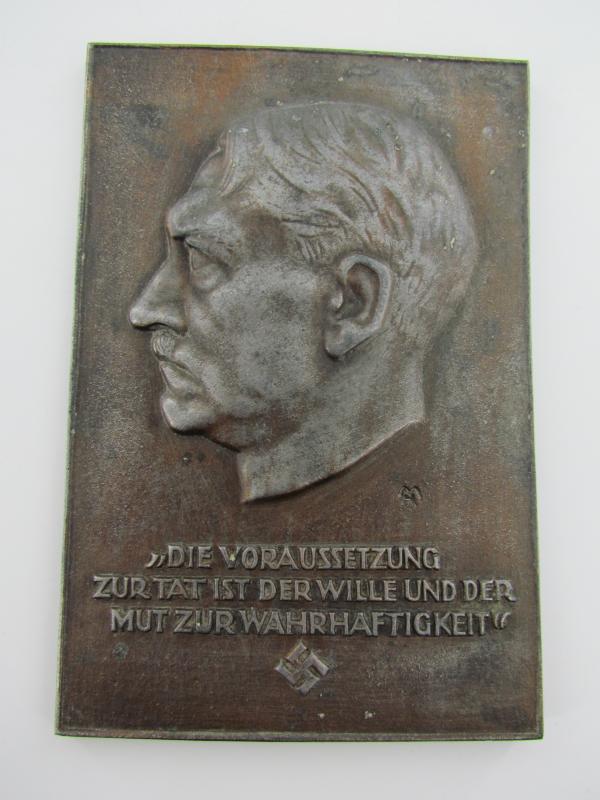 „DIE VORAUSSETZUNG
ZUR TAT IST DER WILLE UND DER
MUT ZUR WAHRHAFTIGKEIT“